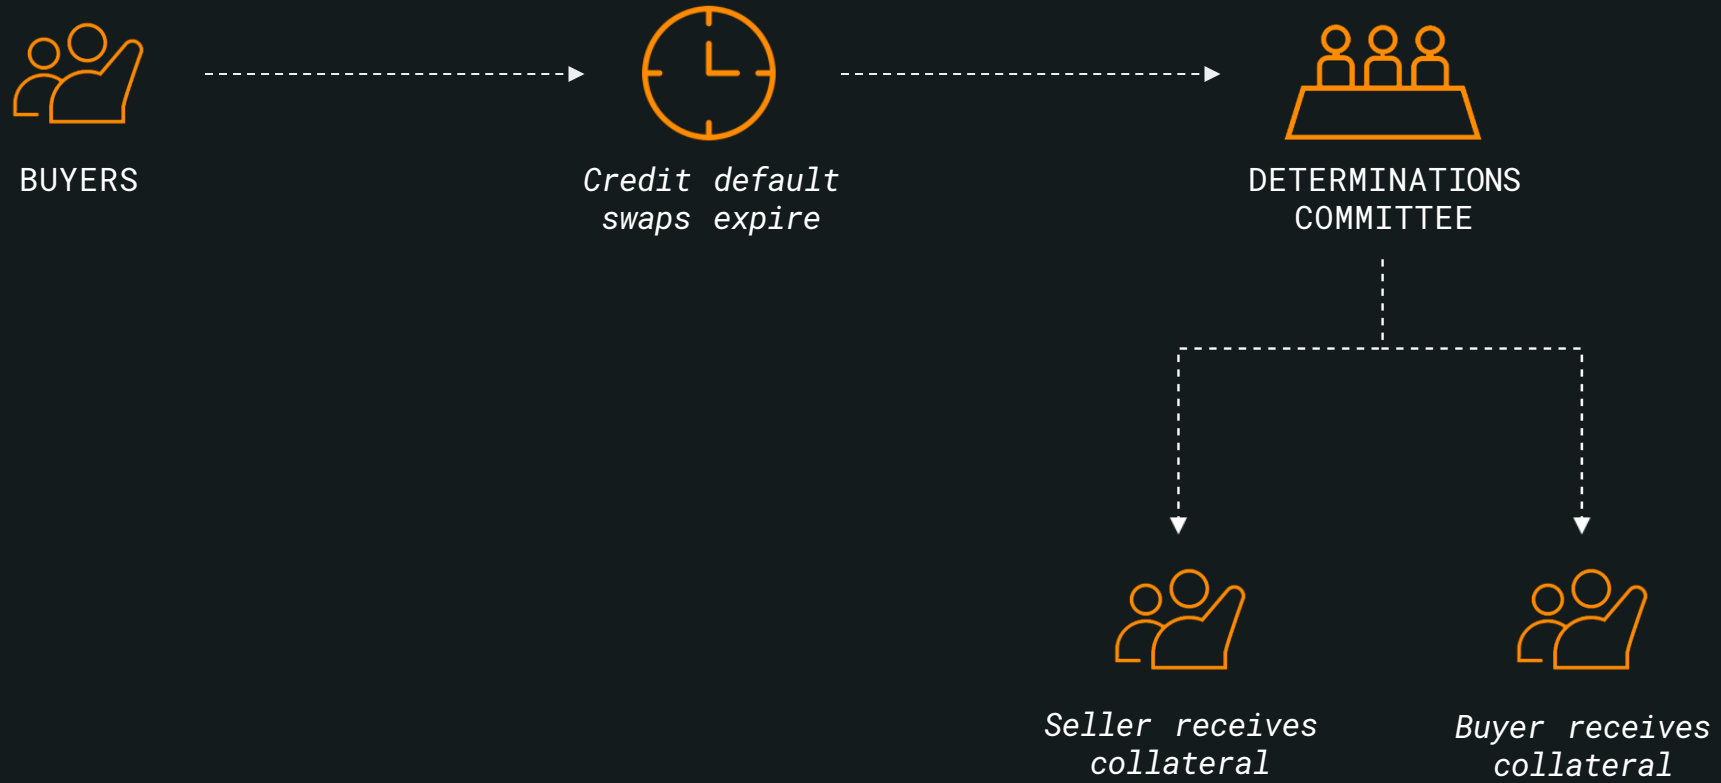 BUYERS
Credit default
swaps expire
DETERMINATIONS
COMMITTEE
Seller receives
collateral
Buyer receives
collateral